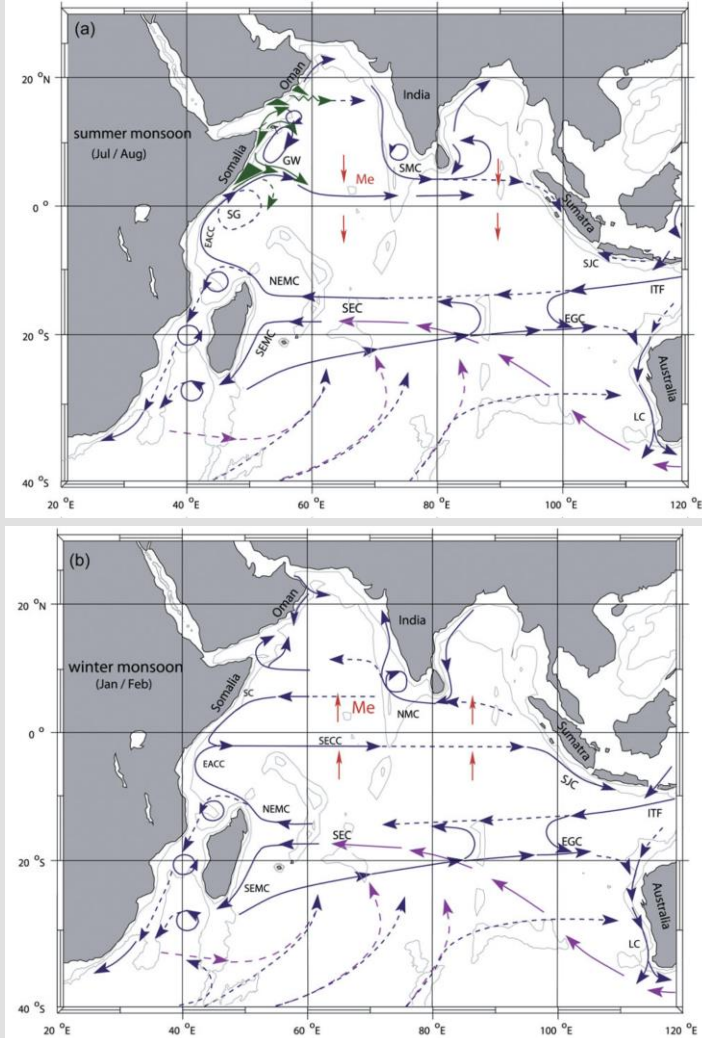 (a)
20 °N
Oman
India
summer monsoon
(Jul / Aug)
Somalia
GW
SMC
Me
Sumatra
0 °
SG
EACC
SJC
NEMC
ITF
SEC
EGC
20 °S
SEMC
Australia
LC
40 °S
20 °E
40 °E
60 °E
80 °E
100 °E
120 °E
(b)
20 °N
Oman
India
winter monsoon
(Jan / Feb)
Somalia
SC
Me
NMC
Sumatra
0 °
SECC
EACC
SJC
NEMC
ITF
SEC
EGC
20 °S
SEMC
Australia
LC
40 °S
20 °E
40 °E
60 °E
80 °E
100 °E
120 °E